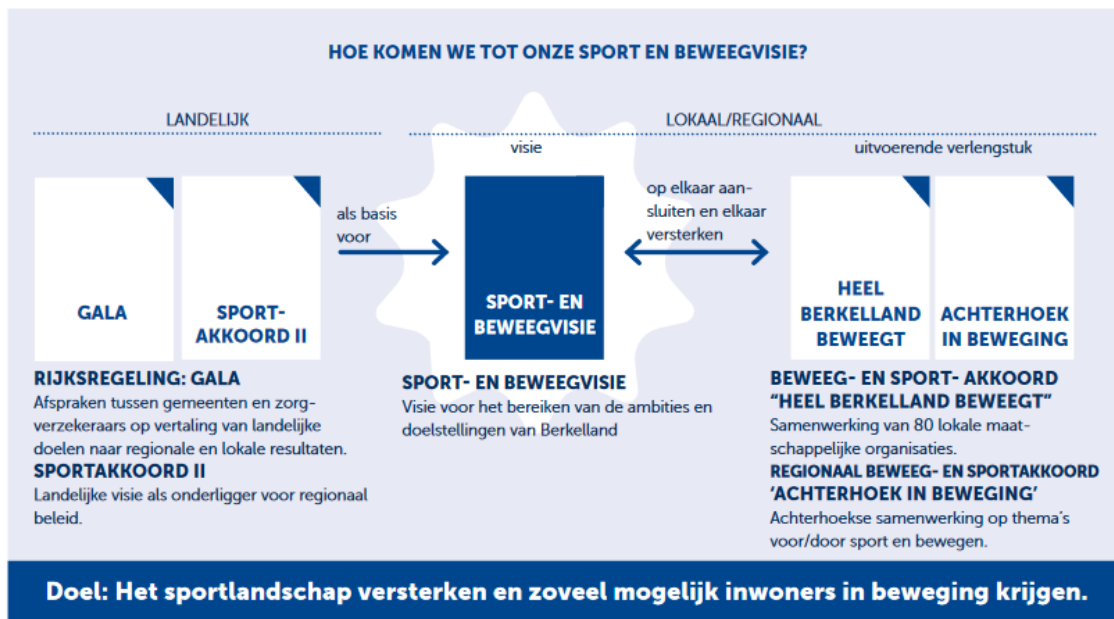 HOE KOMEN WE TOT ONZE SPORT EN BEWEEGVISIE?
LANDELIJK
LOKAAL/REGIONAAL
visie
uitvoerende verlengstuk
GALA
SPORT-
AKKOORD II
als basis
voor
SPORT- EN
BEWEEGVISIE
op elkaar aan-
sluiten en elkaar
versterken
HEEL
BERKELLAND
BEWEEGT
ACHTERHOEK
IN BEWEGING
RIJKSREGELING: GALA
Afspraken tussen gemeenten en zorg-
verzekeraars op vertaling van landelijke
doelen naar regionale en lokale resultaten.
SPORTAKKOORD II
Landelijke visie als onderligger voor regionaal
beleid.
SPORT- EN BEWEEGVISIE
Visie voor het bereiken van de ambities en
doelstellingen van Berkelland
BEWEEG- EN SPORT- AKKOORD
“HEEL BERKELLAND BEWEEGT”
Samenwerking van 80 lokale maat-
schappelijke organisaties.
REGIONAAL BEWEEG- EN SPORTAKKOORD
‘ACHTERHOEK IN BEWEGING’
Achterhoekse samenwerking op thema’s
voor/door sport en bewegen.
Doel: Het sportlandschap versterken en zoveel mogelijk inwoners in beweging krijgen.